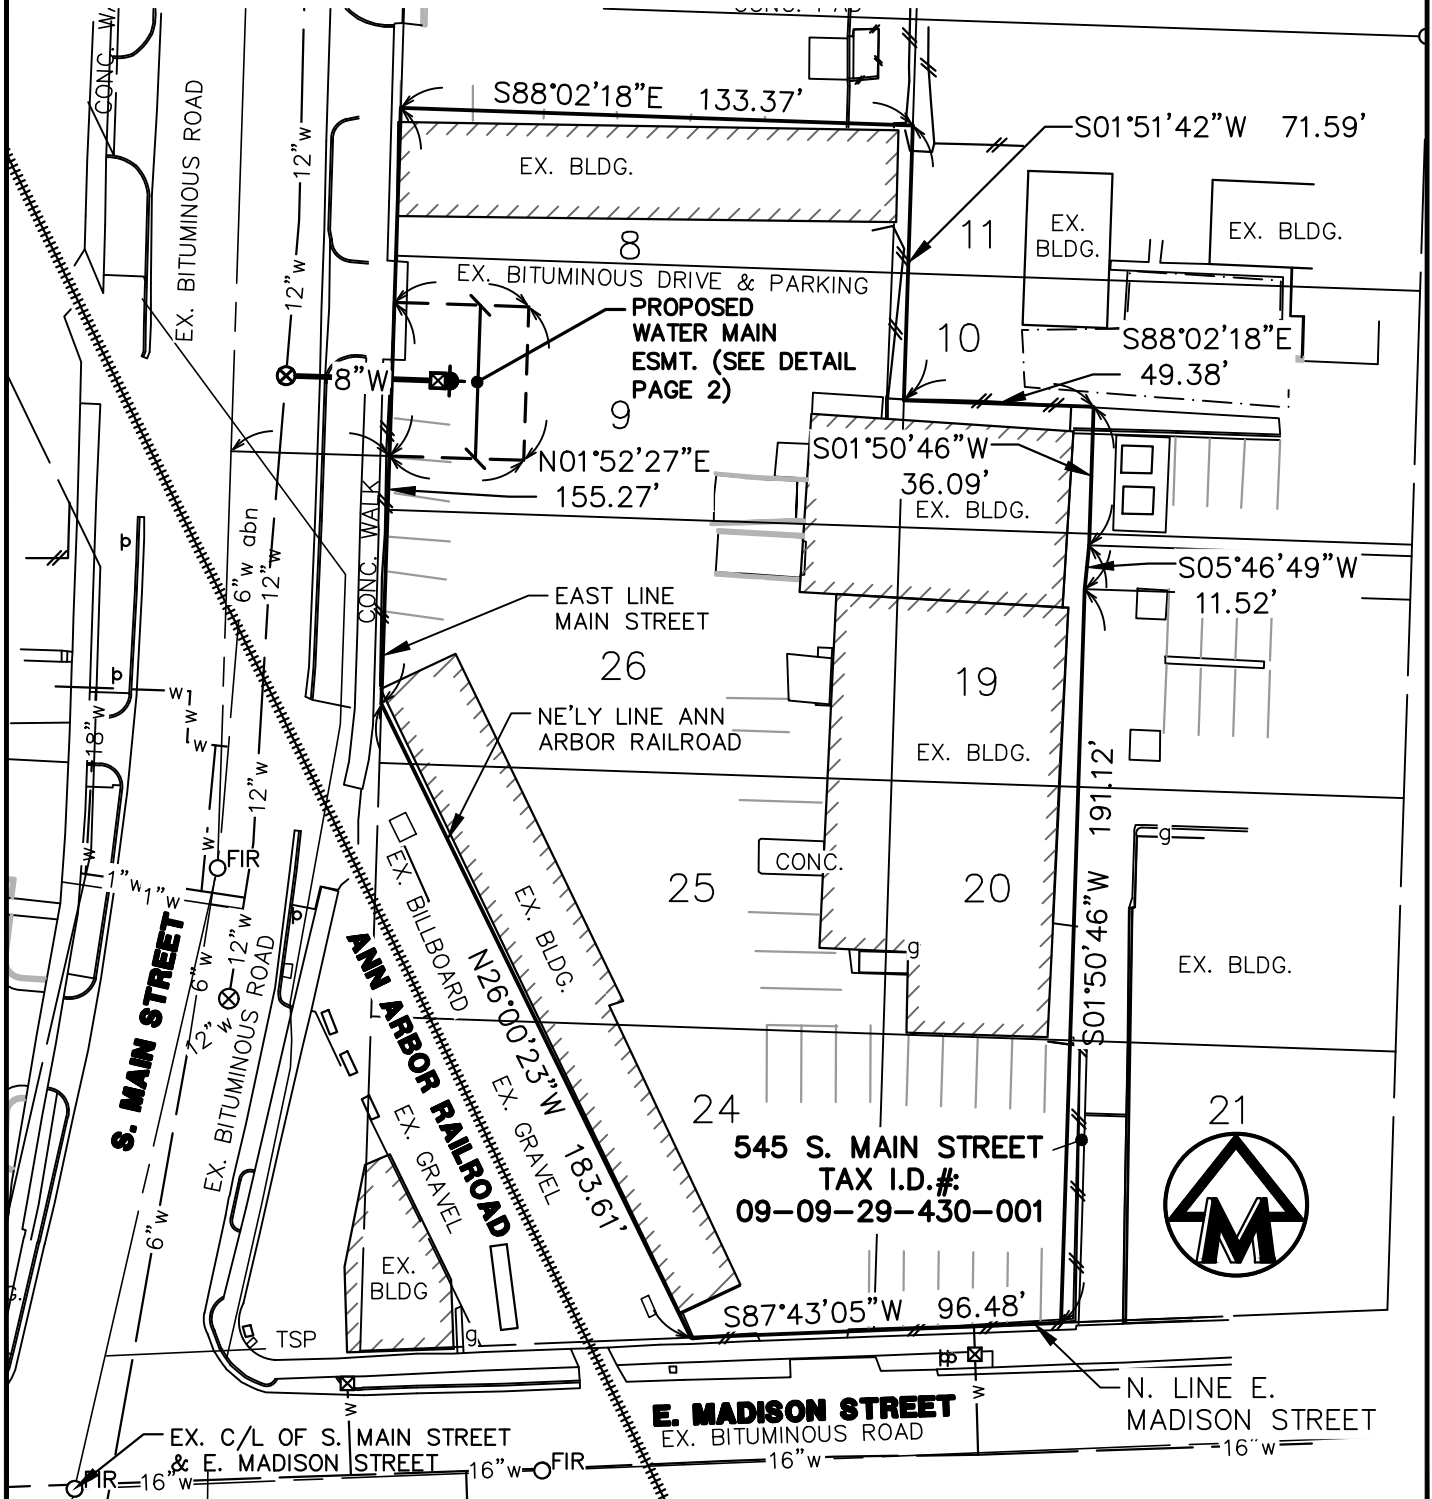 CONC. W
EX. BITUMINOUS ROAD
12"w
12"w
S88°02'18"E 133.37'
S01°51'42"W 71.59'
EX. BLDG.
8
11
EX.
BLDG.
EX. BLDG.
EX. BITUMINOUS DRIVE & PARKING
PROPOSED
WATER MAIN
ESMT. (SEE DETAIL
PAGE 2)
10
S88°02'18"E
49.38'
8"W
9
S01°50'46"W
36.09'
EX. BLDG.
N01°52'27"E
155.27'
CONC. WALK
6"w abn
12"w
S05°46'49"W
11.52'
EAST LINE
MAIN STREET
26
19
NE'LY LINE ANN
ARBOR RAILROAD
EX. BLDG.
18"w
w
w
w
12"w
191.12'
S01°50'46"W
g
w
w
FIR
1"w
1"w
CONC.
25
20
EX. BILLBOARD
EX. BLDG.
g
EX. BLDG.
S. MAIN STREET
6"w
12"w
12"w
EX. BITUMINOUS ROAD
ANN ARBOR RAILROAD
N26°00'23"W 183.61'
EX. GRAVEL
EX. GRAVEL
24
21
545 S. MAIN STREET
TAX I.D.#:
09-09-29-430-001
M
6"w
EX.
BLDG
G.
S87°43'05"W 96.48'
TSP
g
N. LINE E.
MADISON STREET
w
w
E. MADISON STREET
EX. BITUMINOUS ROAD
EX. C/L OF S. MAIN STREET
& E. MADISON STREET
FIR
16"w
16"w
FIR
16"w
16"w